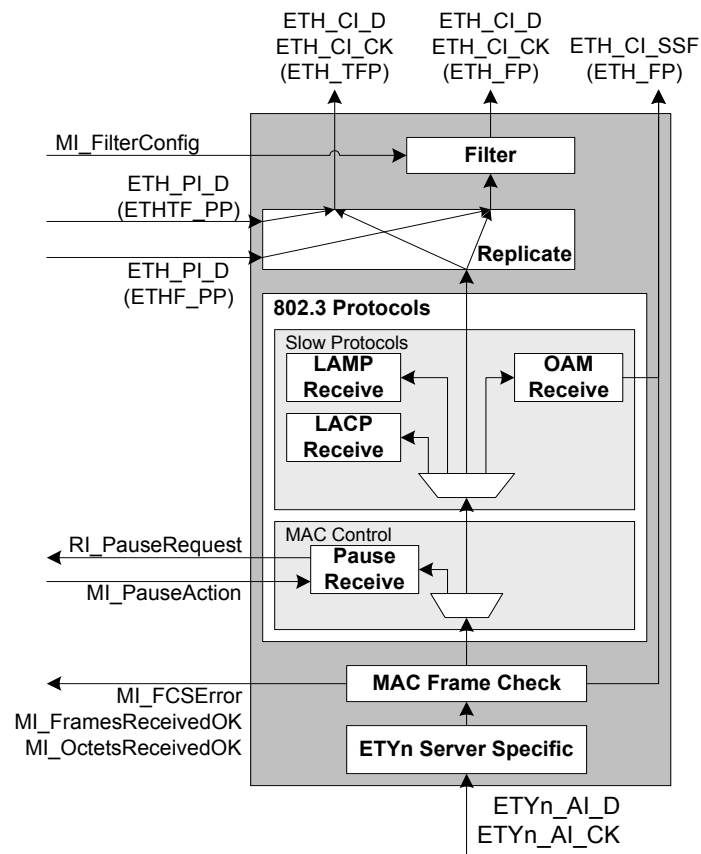 ETH_CI_D
ETH_CI_CK
(ETH_TFP)
ETH_CI_D
ETH_CI_CK
(ETH_FP)
ETH_CI_SSF
(ETH_FP)
MI_FilterConfig
Filter
ETH_PI_D
(ETHTF_PP)
Replicate
ETH_PI_D
(ETHF_PP)
802.3 Protocols
Slow Protocols
LAMP
Receive
OAM
Receive
LACP
Receive
MAC Control
RI_PauseRequest
Pause
Receive
MI_PauseAction
MAC Frame Check
MI_FCSError
MI_FramesReceivedOK
MI_OctetsReceivedOK
ETYn Server Specific
ETYn_AI_D
ETYn_AI_CK